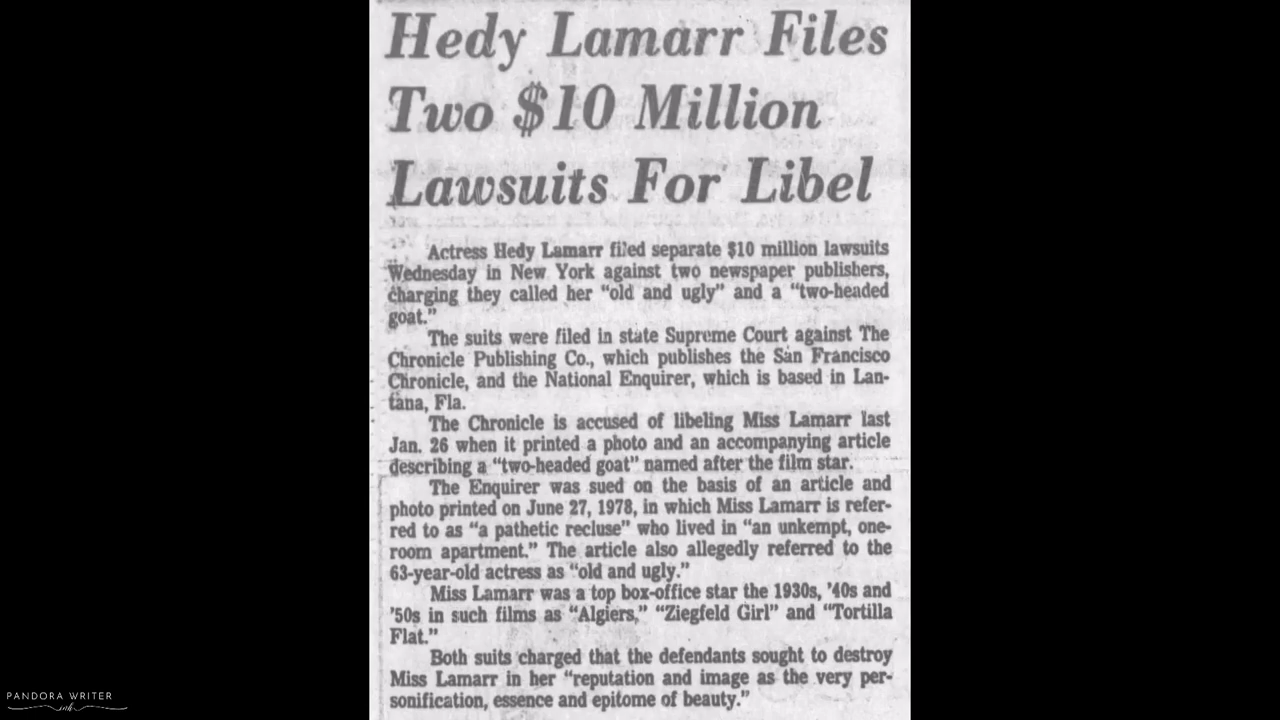 Hedy Lamarr Files
Two $10 Million
Lawsuits For Libel
Actress Hedy Lamarr filed separate $10 million lawsuits
Wednesday in New York against two newspaper publishers,
charging they called her "old and ugly" and a "two-headed
goat."
The suits were filed in state Supreme Court against The
Chronicle Publishing Co., which publishes the San Francisco
Chronicle, and the National Enquirer, which is based in Lan-
tana, Fla.
The Chronicle is accused of libeling Miss Lamarr last
Jan. 26 when it printed a photo and an accompanying article
describing a "two-headed goat" named after the film star.
The Enquirer was sued on the basis of an article and
photo printed on June 27, 1978, in which Miss Lamarr is refer-
red to as "a pathetic recluse" who lived in "an unkempt, one-
room apartment." The article also allegedly referred to the
63-year-old actress as "old and ugly."
Miss Lamarr was a top box-office star the 1930s, '40s and
'50s in such films as "Algiers," "Ziegfeld Girl" and "Tortilla
Flat."
Both suits charged that the defendants sought to destroy
Miss Lamarr in her "reputation and image as the very per-
sonification, essence and epitome of beauty."
PANDORA WRITER
ink